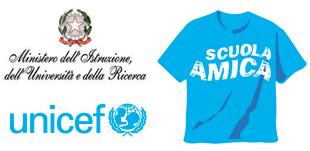 Ministero dell'Istruzione,
dell'Università e della Ricerca
unicef
SCUOLA
AMICA